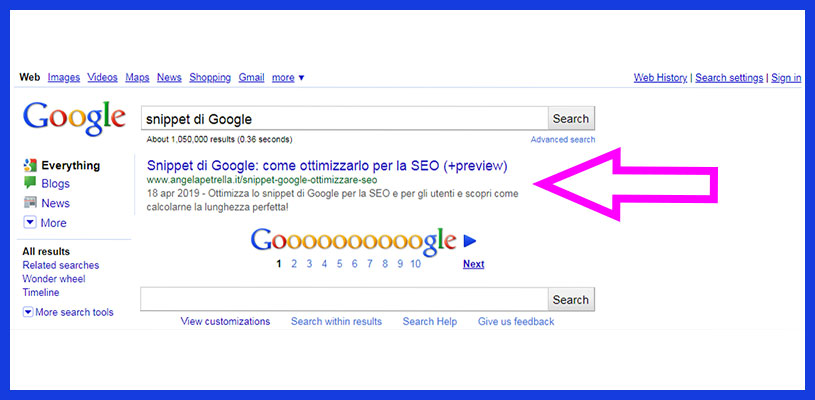 Web Images Videos Maps News Shopping Gmail more ▼ Web History | Search settings | Sign in
Google snippet di Google Search
About 1,050,000 results (0.36 seconds) Advanced search
Everything
Blogs
News
More
All results
Related searches
Wonder wheel
Timeline
More search tools
Snippet di Google: come ottimizzarlo per la SEO (+preview)
www.angelapetrella.it/snippet-google-ottimizzare-seo
18 apr 2019 - Ottimizza lo snippet di Google per la SEO e per gli utenti e scopri come
calcolarne la lunghezza perfetta!
Goooooooooogle
1 2 3 4 5 6 7 8 9 10 Next
Search
View customizations Search within results Search Help Give us feedback